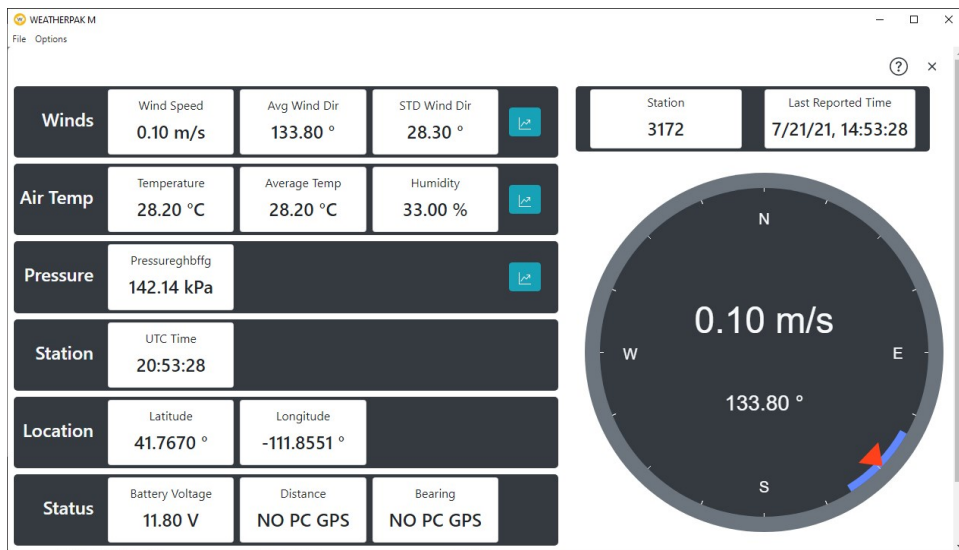 WEATHERPAK M
File Options
Winds
Wind Speed
0.10 m/s
Avg Wind Dir
133.80 °
STD Wind Dir
28.30 °
Air Temp
Temperature
28.20 °C
Average Temp
28.20 °C
Humidity
33.00 %
Pressure
Pressureghbffg
142.14 kPa
Station
UTC Time
20:53:28
Location
Latitude
41.7670 °
Longitude
-111.8551 °
Status
Battery Voltage
11.80 V
Distance
NO PC GPS
Bearing
NO PC GPS
?
Station
3172
Last Reported Time
7/21/21, 14:53:28
N
0.10 m/s
W
E
133.80 °
S